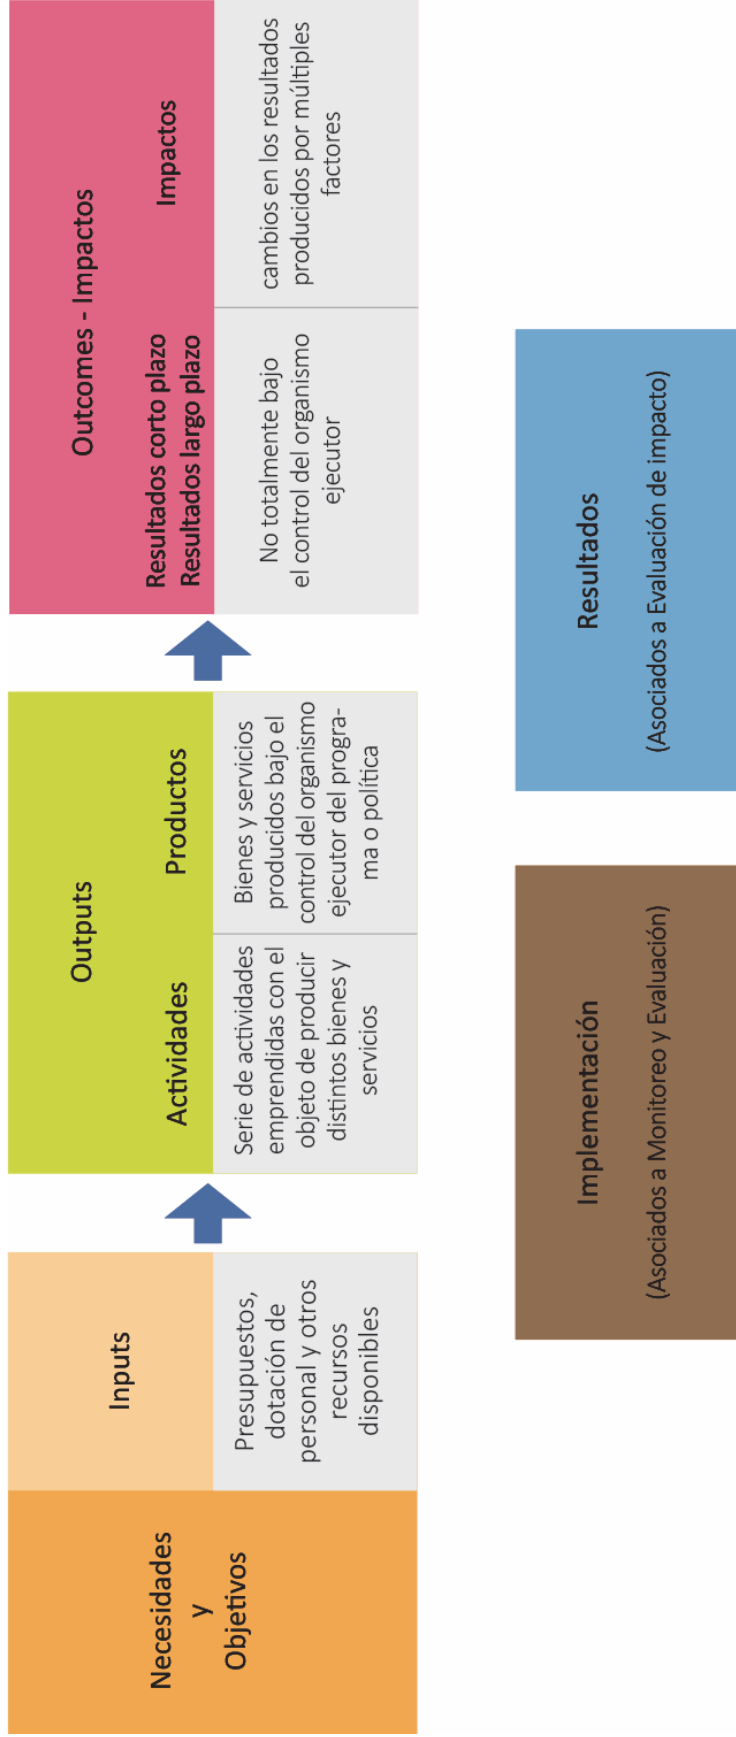 Necesidades
y
Objetivos
Inputs
Presupuestos,
dotación de
personal y otros
recursos
disponibles
Outputs
Actividades
Productos
Serie de actividades
emprendidas con el
objeto de producir
distintos bienes y
servicios
Bienes y servicios
producidos bajo el
control del organismo
ejecutor del progra-
ma o política
Outcomes - Impactos
Resultados corto plazo
Resultados largo plazo
Impactos
No totalmente bajo
el control del organismo
ejecutor
cambios en los resultados
producidos por múltiples
factores
Implementación
(Asociados a Monitoreo y Evaluación)
Resultados
(Asociados a Evaluación de impacto)